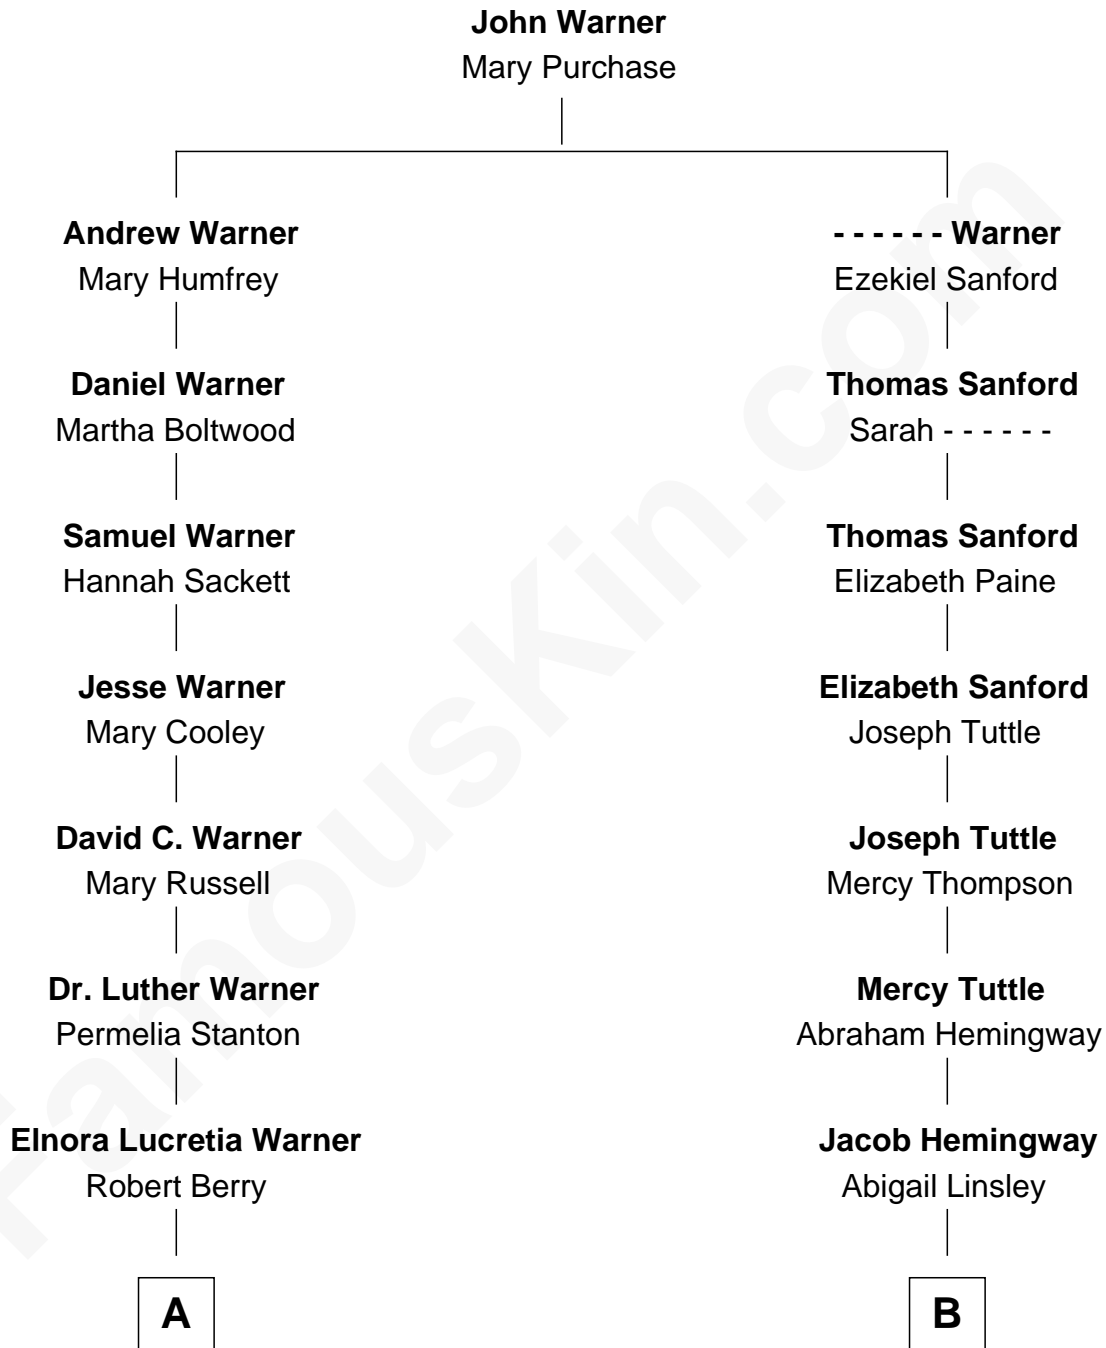 John Warner
Mary Purchase
Andrew Warner
Mary Humfrey
- - - - - - Warner
Ezekiel Sanford
Daniel Warner
Martha Boltwood
Thomas Sanford
Sarah - - - - - -
Samuel Warner
Hannah Sackett
Thomas Sanford
Elizabeth Paine
Jesse Warner
Mary Cooley
Elizabeth Sanford
Joseph Tuttle
David C. Warner
Mary Russell
Joseph Tuttle
Mercy Thompson
Dr. Luther Warner
Permelia Stanton
Mercy Tuttle
Abraham Hemingway
Elnora Lucretia Warner
Robert Berry
Jacob Hemingway
Abigail Linsley
A
B
FamousKin.com